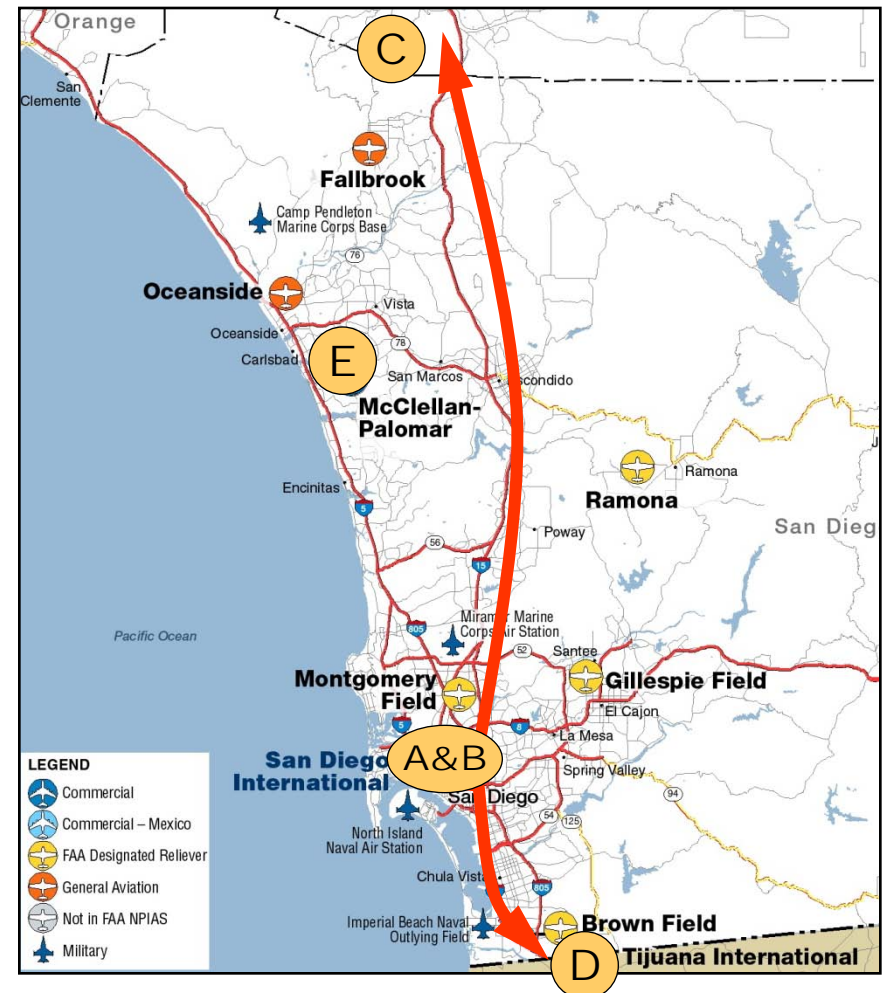 Orange
C
San
Clemente
Fallbrook
Camp Pendleton
Marine Corps Base
76
Oceanside
Vista
Oceanside
78
Carlsbad
E
San Marcos
scondido
McClellan-
Palomar
Ramona
Ramona
Encinitas
5
San Dieg
Poway
56
15
Pacific Ocean
Miramar Marine
Corps Air Station
805
52
Santee
Montgomery
Field
Gillespie Field
El Cajon
5
8
La Mesa
A&B
San Diego
International
Spring Valley
San Diego
94
North Island
Naval Air Station
54
125
Chula Vista
805
Imperial Beach Naval
Outlying Field
Brown Field
D
Tijuana International
LEGEND
Commercial
Commercial – Mexico
FAA Designated Reliever
General Aviation
Not in FAA NPIAS
Military